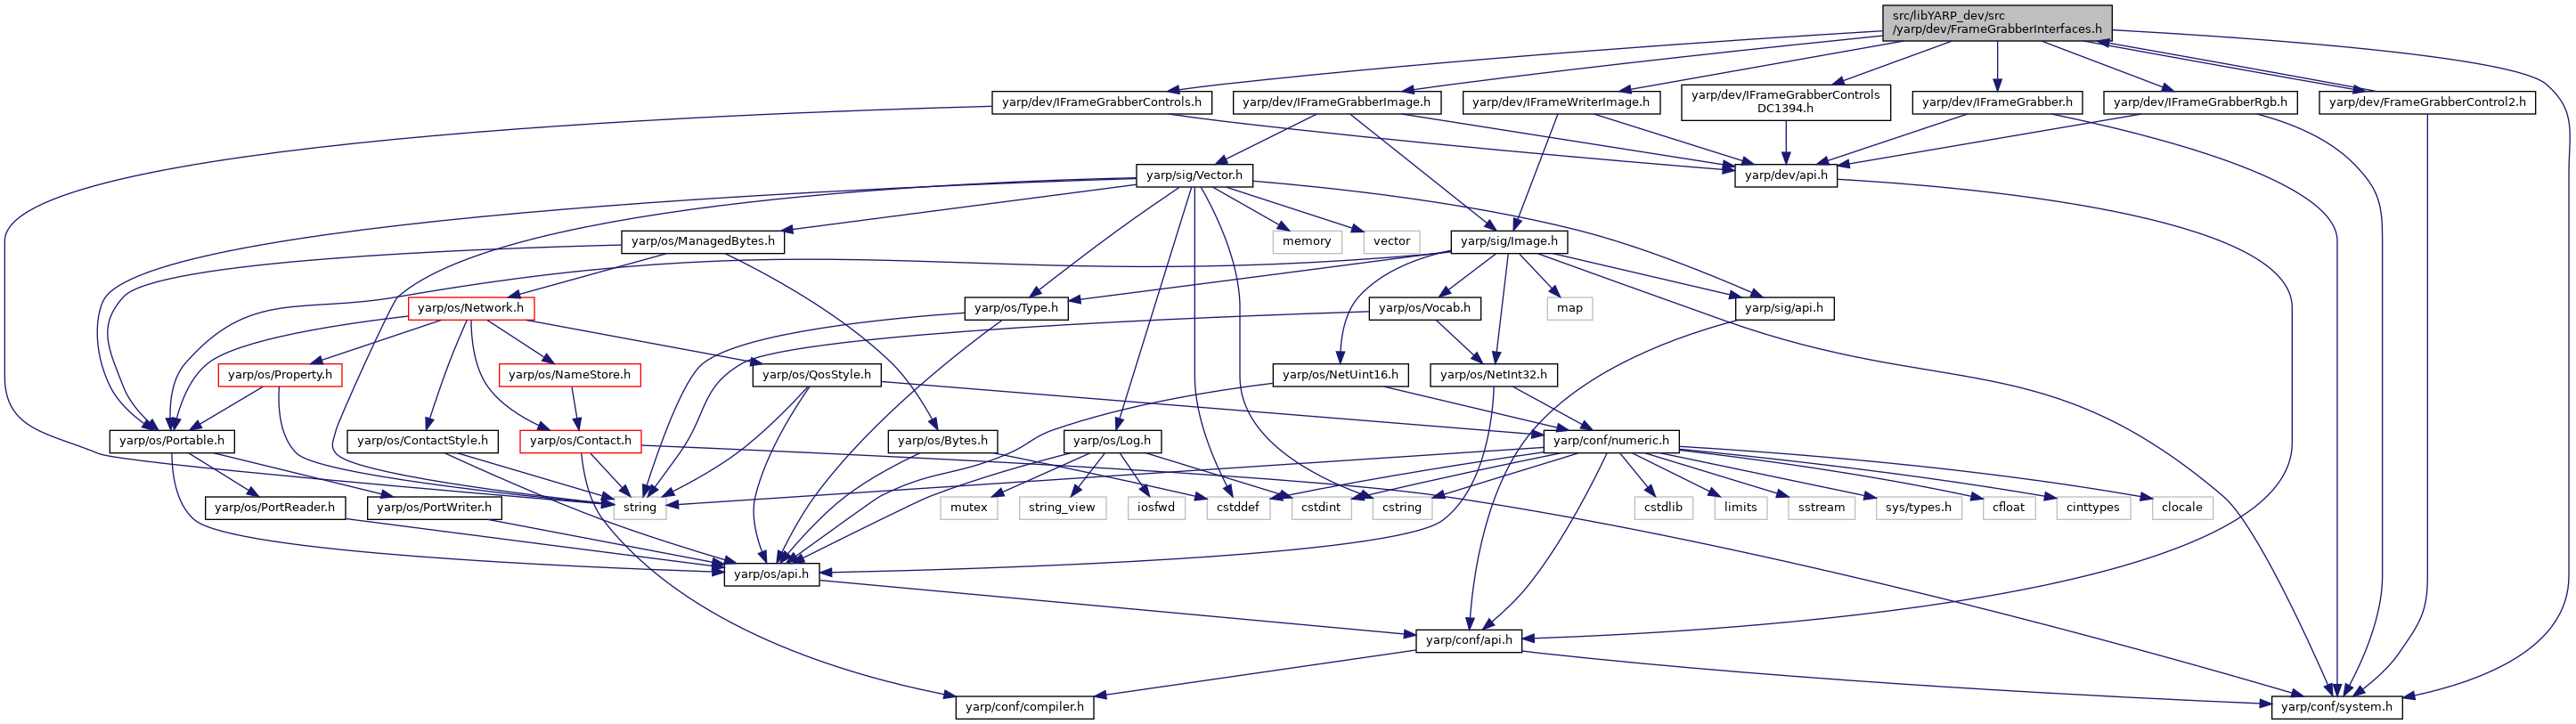 src/libYARP_dev/src
/yarp/dev/FrameGrabberInterfaces.h
yarp/dev/IFrameGrabberControls.h
yarp/dev/IFrameGrabberImage.h
yarp/dev/IFrameWriterImage.h
yarp/dev/IFrameGrabberControls
DC1394.h
yarp/dev/IFrameGrabber.h
yarp/dev/IFrameGrabberRgb.h
yarp/dev/FrameGrabberControl2.h
yarp/sig/Vector.h
yarp/dev/api.h
yarp/os/ManagedBytes.h
memory
vector
yarp/sig/Image.h
yarp/os/Network.h
yarp/os/Type.h
yarp/os/Vocab.h
map
yarp/sig/api.h
yarp/os/Property.h
yarp/os/NameStore.h
yarp/os/QosStyle.h
yarp/os/NetUint16.h
yarp/os/NetInt32.h
yarp/os/Portable.h
yarp/os/ContactStyle.h
yarp/os/Contact.h
yarp/os/Bytes.h
yarp/os/Log.h
yarp/conf/numeric.h
yarp/os/PortReader.h
yarp/os/PortWriter.h
string
mutex
string_view
iosfwd
cstddef
cstdint
cstring
cstdlib
limits
sstream
sys/types.h
cfloat
cinttypes
clocale
yarp/os/api.h
yarp/conf/api.h
yarp/conf/compiler.h
yarp/conf/system.h